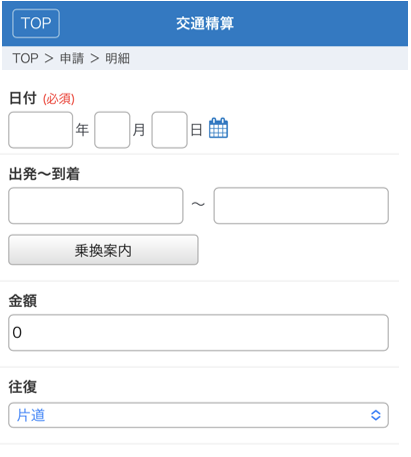 TOP 交通精算
TOP ＞ 申請 ＞ 明細
日付 (必須)
年 月 日
出発〜到着
〜
乗換案内
金額
0
往復
片道